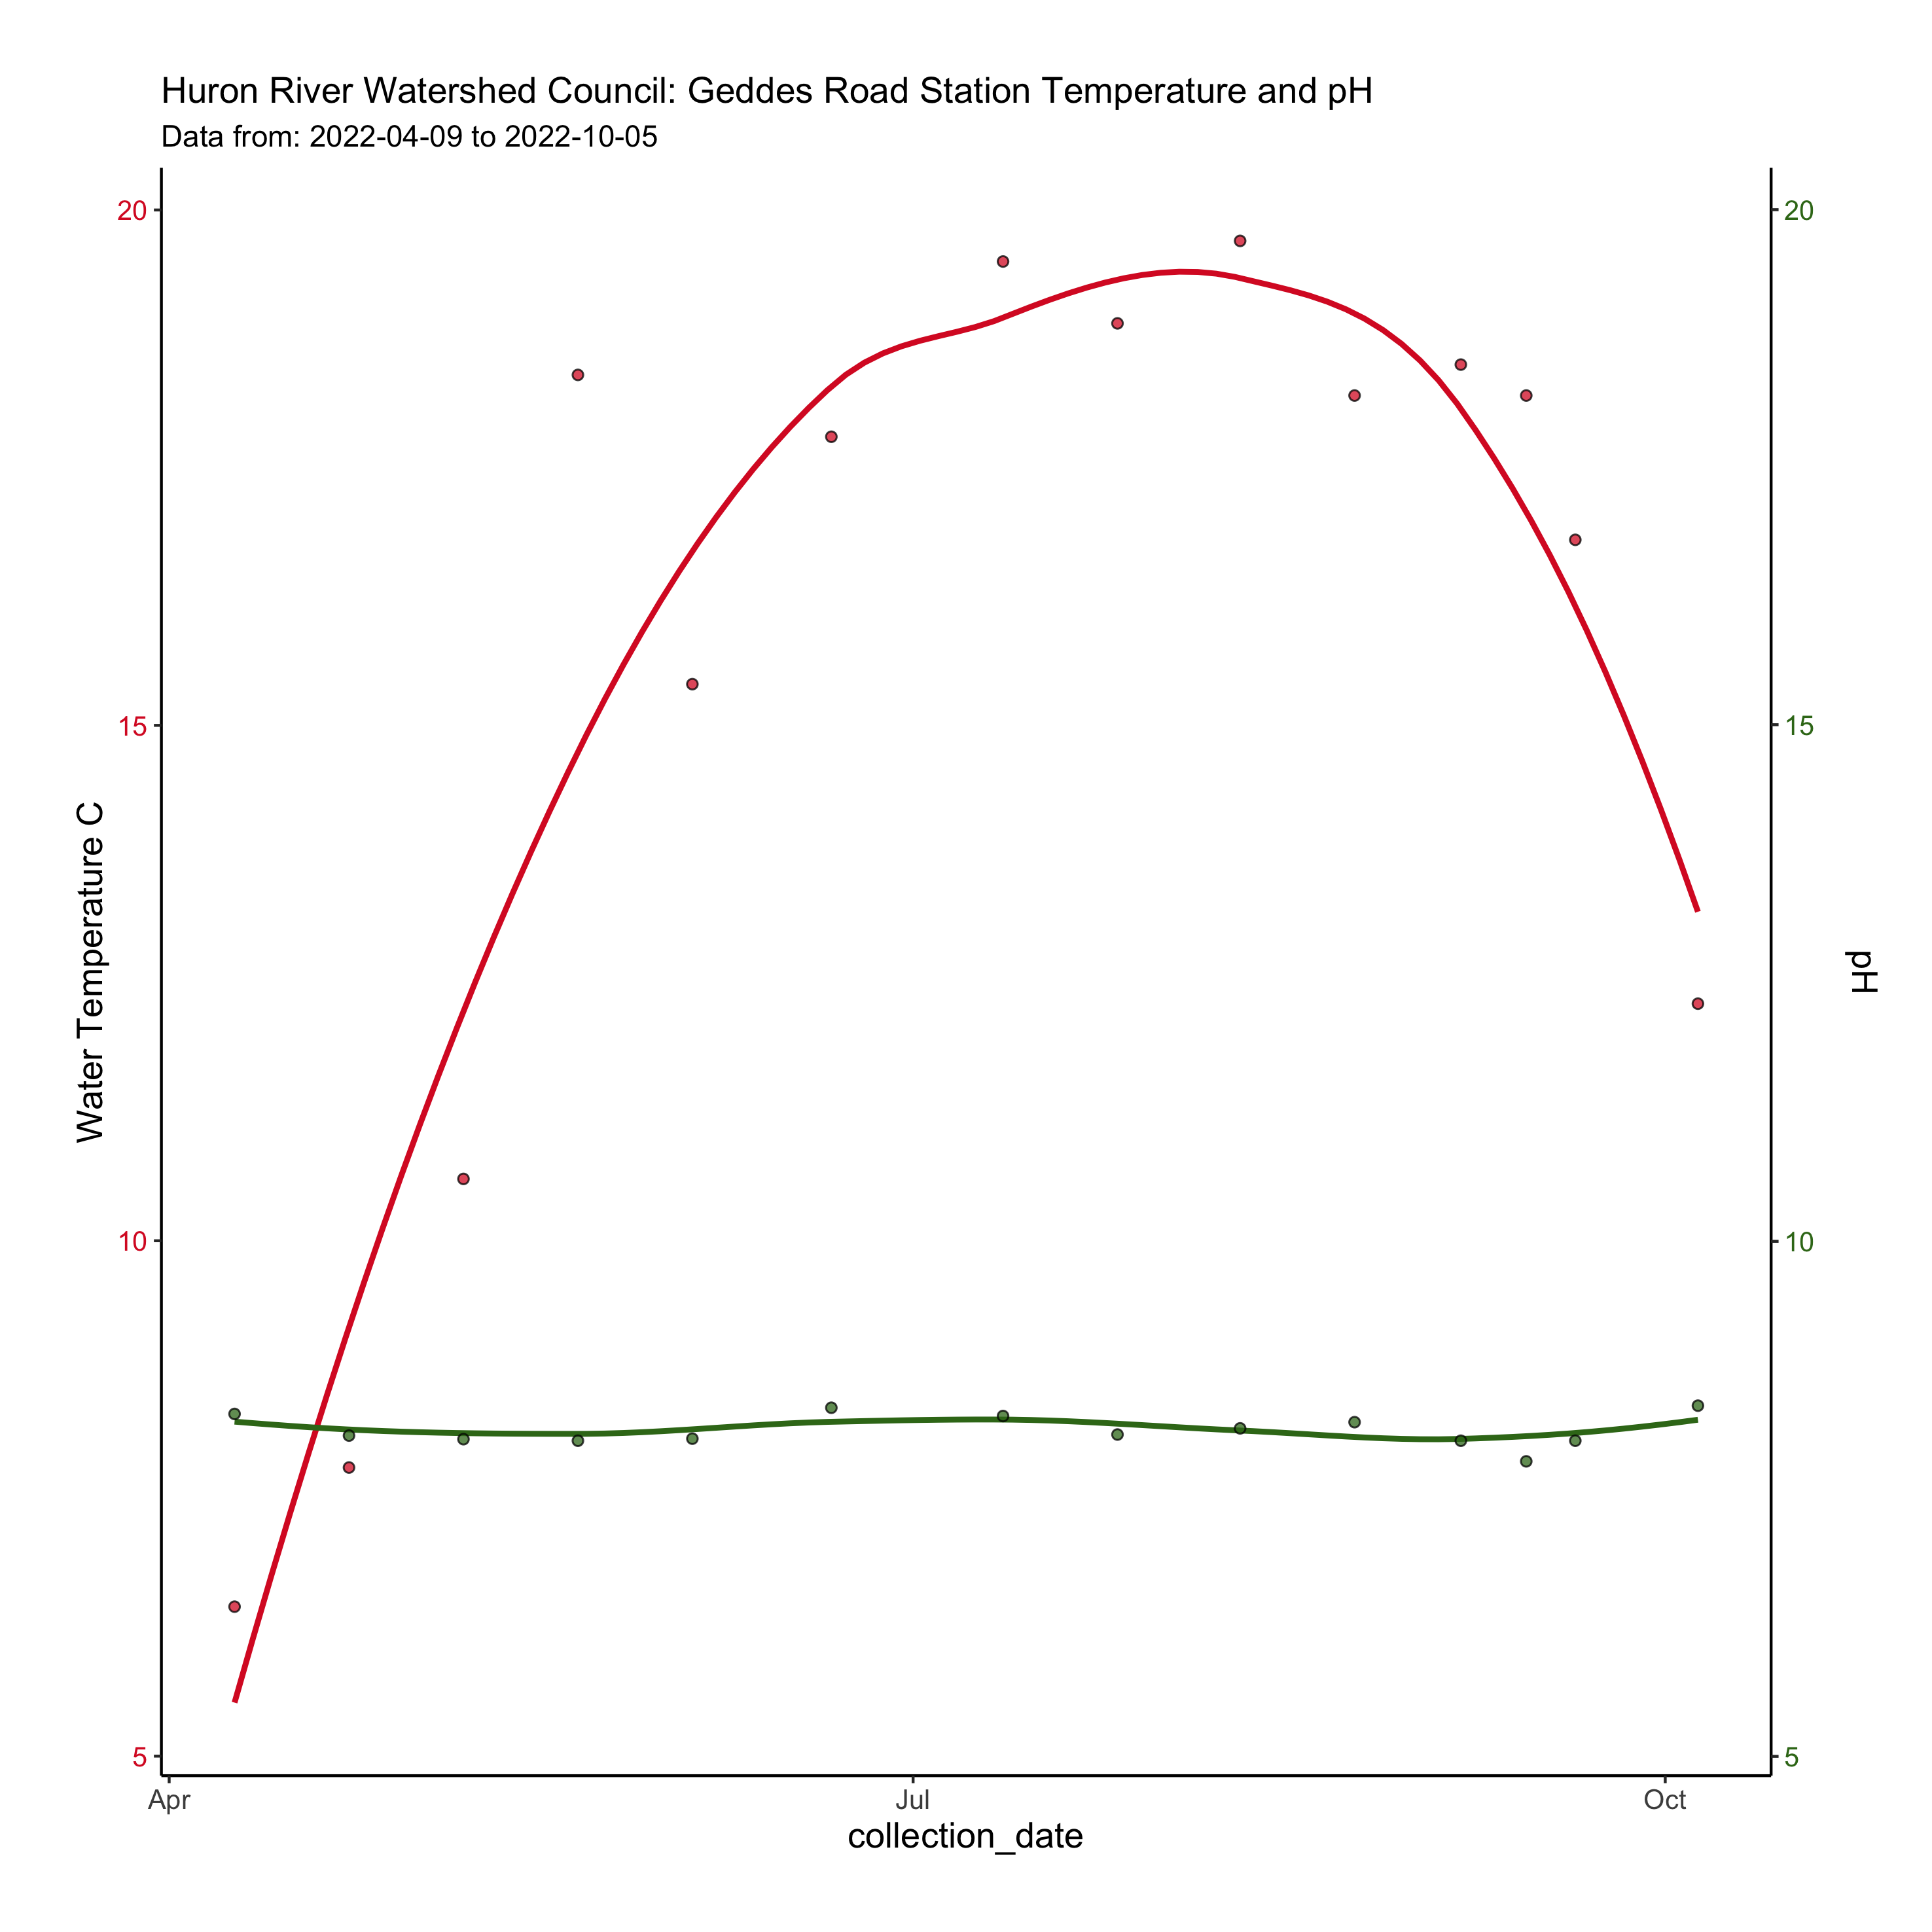 Huron River Watershed Council: Geddes Road Station Temperature and pH
Data from: 2022-04-09 to 2022-10-05
20
15
10
5
Water Temperature C
20
15
10
5
pH
Apr
Jul
Oct
collection_date